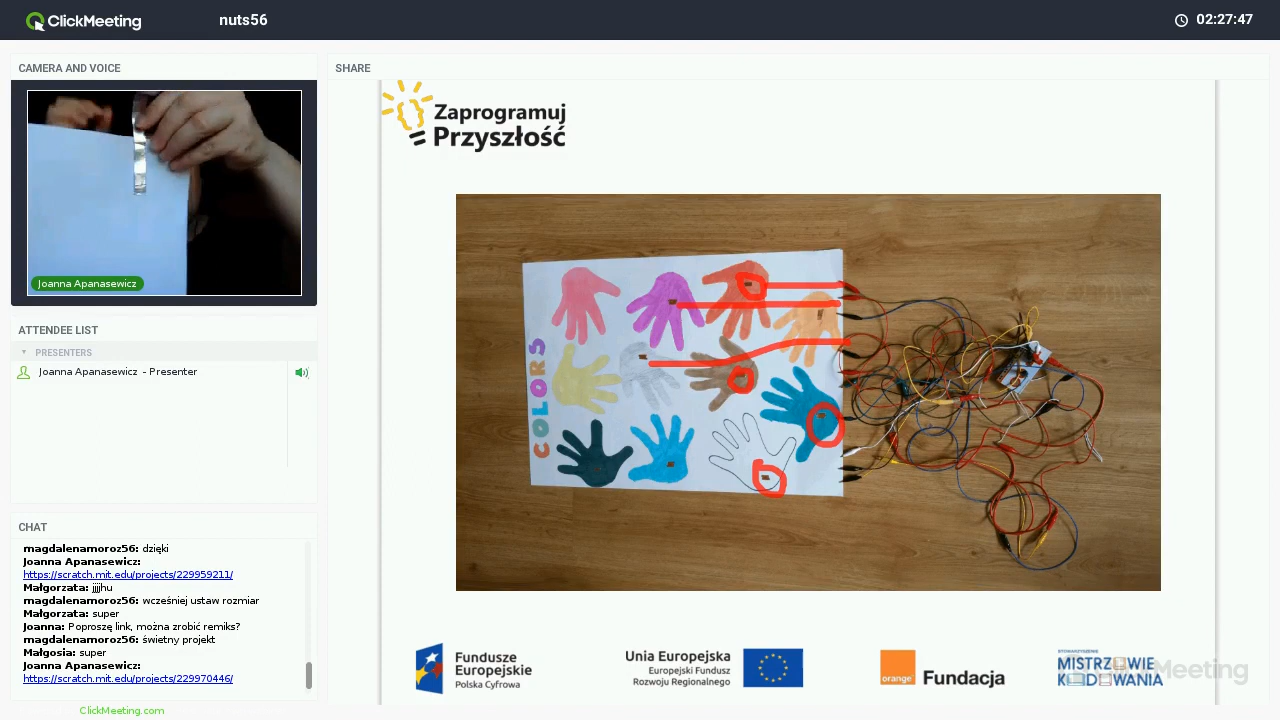 ClickMeeting
nuts56
02:27:47
CAMERA AND VOICE
Joanna Apanasewicz
ATTENDEE LIST
PRESENTERS
Joanna Apanasewicz - Presenter
CHAT
magdalenamoroz56: dzięki
Joanna Apanasewicz:
https://scratch.mit.edu/projects/229959211/
Małgorzata: jjjjhu
magdalenamoroz56: wcześniej ustaw rozmiar
Małgorzata: super
Joanna: Poproszę link, można zrobić remiks?
magdalenamoroz56: świetny projekt
Małgosia: super
Joanna Apanasewicz:
https://scratch.mit.edu/projects/229970446/
ClickMeeting.com
SHARE
Zaprogramuj
Przyszłość
COLORS
Fundusze
Europejskie
Polska Cyfrowa
Unia Europejska
Europejski Fundusz
Rozwoju Regionalnego
orange
Fundacja
STOWARZYSZENIE
MISTRZOWIE
KODOWANIA
ClickMeeting